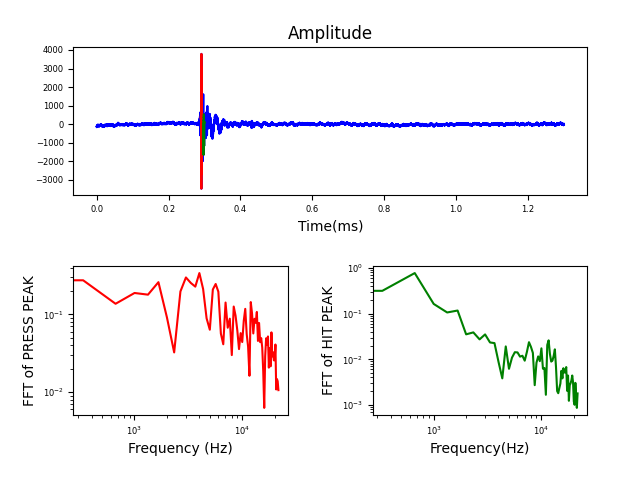 Amplitude
4000
3000
2000
1000
0
−1000
−2000
−3000
0.0 0.2 0.4 0.6 0.8 1.0 1.2
Time(ms)
FFT of PRESS PEAK
10⁻¹
10⁻²
10³ 10⁴
Frequency (Hz)
FFT of HIT PEAK
10⁰
10⁻¹
10⁻²
10⁻³
10³ 10⁴
Frequency(Hz)